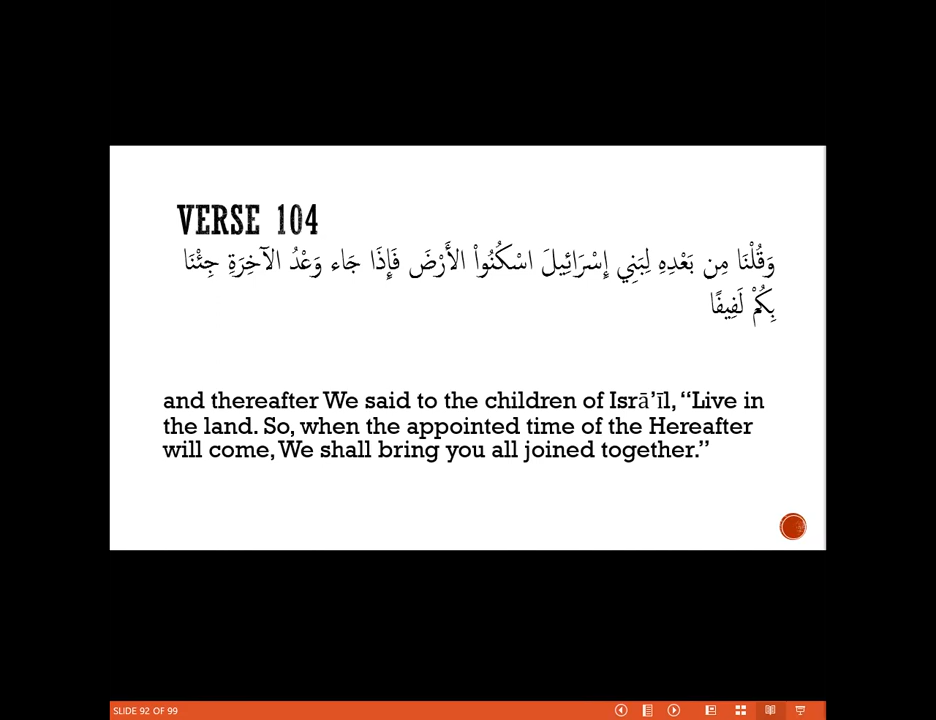 VERSE 104
وَقُلْنَا مِن بَعْدِهِ لِبَنِي إِسْرَائِيلَ اسْكُنُواْ الأَرْضَ فَإِذَا جَاء وَعْدُ الآخِرَةِ جِئْنَا
بِكُمْ لَفِيفًا
and thereafter We said to the children of Isrā’īl, “Live in
the land. So, when the appointed time of the Hereafter
will come, We shall bring you all joined together.”
SLIDE 92 OF 99